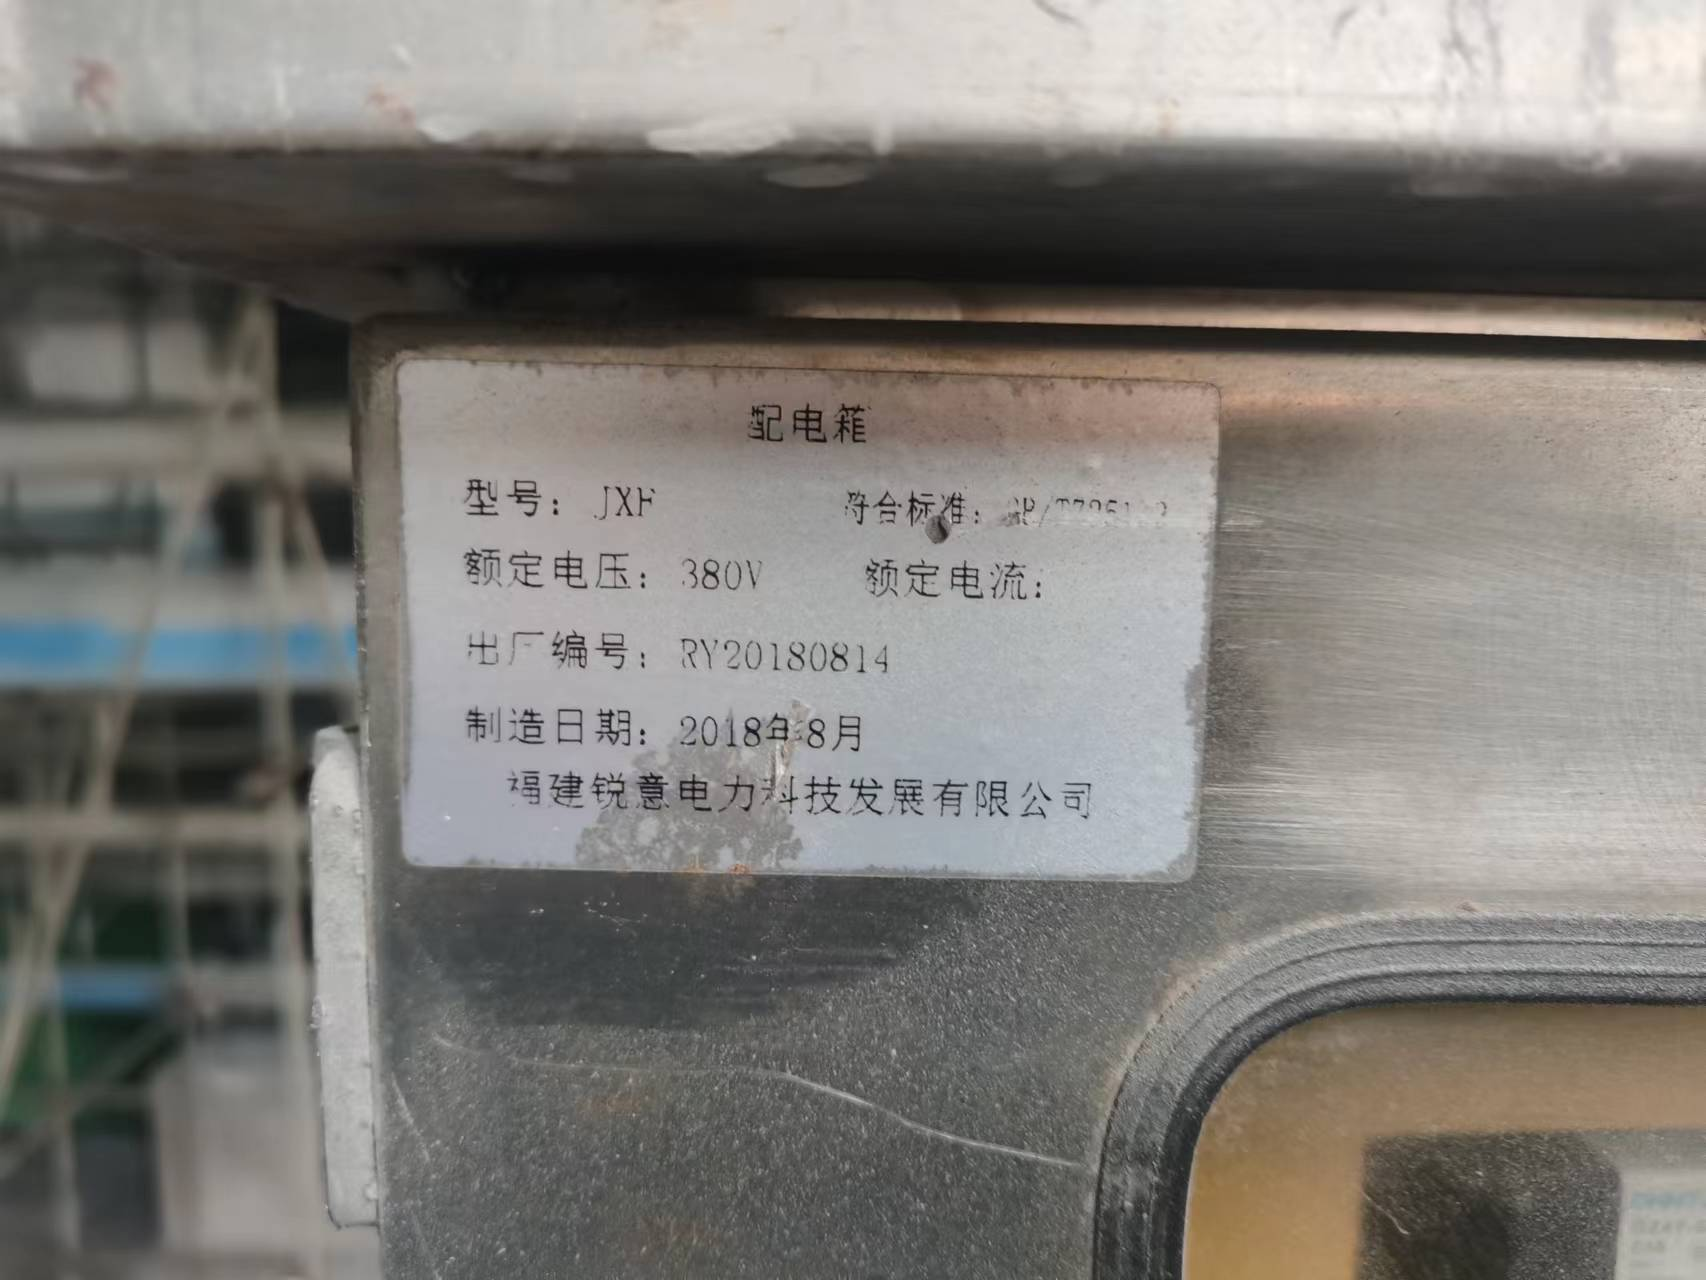 配电箱
型号： JXF 符合标准：
额定电压： 380V 额定电流：
出厂编号： RY20180814
制造日期： 2018年8月
福建锐意电力科技发展有限公司